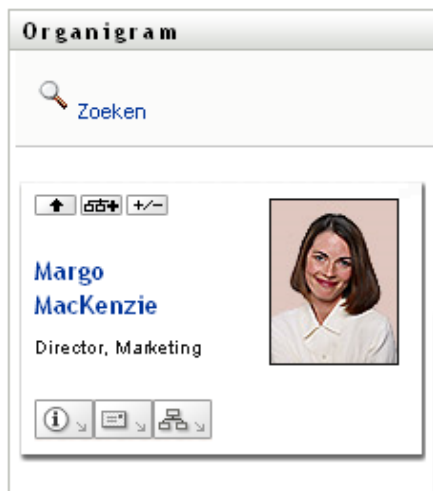 Organigram
Zoeken
+/-
Margo
MacKenzie
Director, Marketing